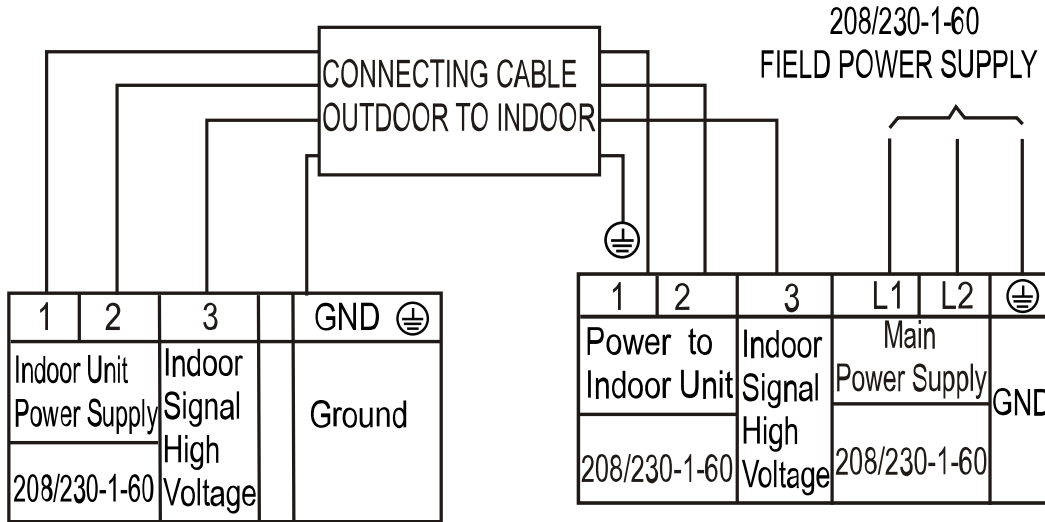 208/230-1-60
FIELD POWER SUPPLY
CONNECTING CABLE
OUTDOOR TO INDOOR
1 2 3 GND
Indoor Unit
Power Supply
208/230-1-60
Indoor
Signal
High
Voltage
Ground
1 2 3 L1 L2
Power to
Indoor Unit
208/230-1-60
Indoor
Signal
High
Voltage
Main
Power Supply
208/230-1-60
GND